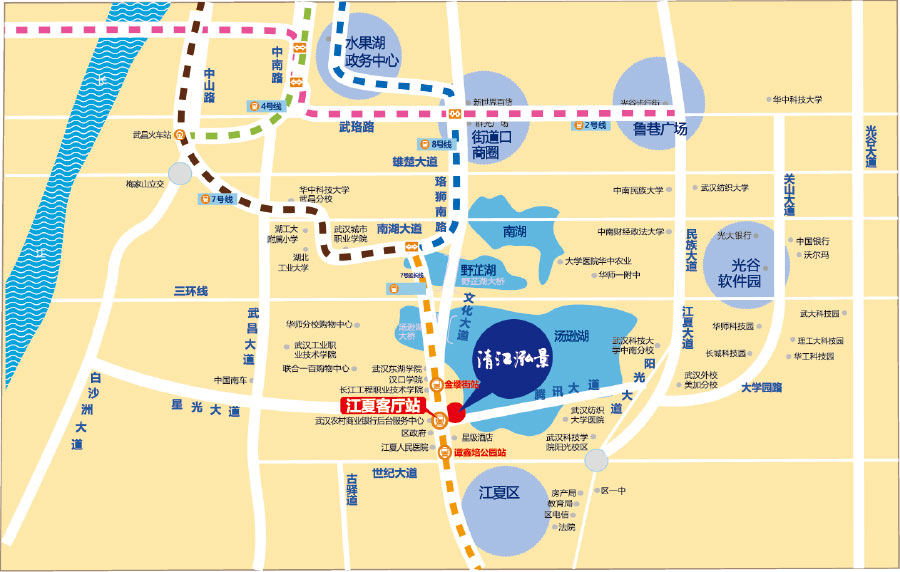 江
水果湖
政务中心
中南路
中山路
4号线
新世界百货
光谷步行街
华中科技大学
武昌火车站
武珞路
街道口
商圈
2号线
鲁巷广场
8号线
光谷大道
雄楚大道
梅家山立交
珞狮南路
关山大道
华中科技大学
武昌分校
中南民族大学
武汉纺织大学
7号线
湖工大
附属小学
武汉城市
职业学院
南湖大道
南湖
中南财经政法大学
民族大道
光大银行
中国银行
沃尔玛
湖北
工业大学
野芷湖
野芷湖大桥
大学医院华中农业
华师一附中
光谷
软件园
三环线
文化大道
武昌大道
江夏大道
武大科技园
华师分校购物中心
汤逊湖
大桥
汤逊湖
华师科技园
武汉工业职
业技术学院
清江泓景
武汉科技大
学中南分校
理工大科技园
长城科技园
华工科技园
联合一百购物中心
武汉东湖学院
汉口学院
长江工程职业技术学院
金樱街站
阳光大道
武汉外校
美加分校
中国南车
白沙洲大道
星光大道
江夏客厅站
腾讯大道
大学园路
武汉农村商业银行后台服务中心
武汉纺织
大学医院
区政府
星级酒店
武汉科技学
院阳光校区
江夏人民医院
谭鑫培公园站
世纪大道
古驿道
江夏区
房产局
教育局
区电信
法院
区一中